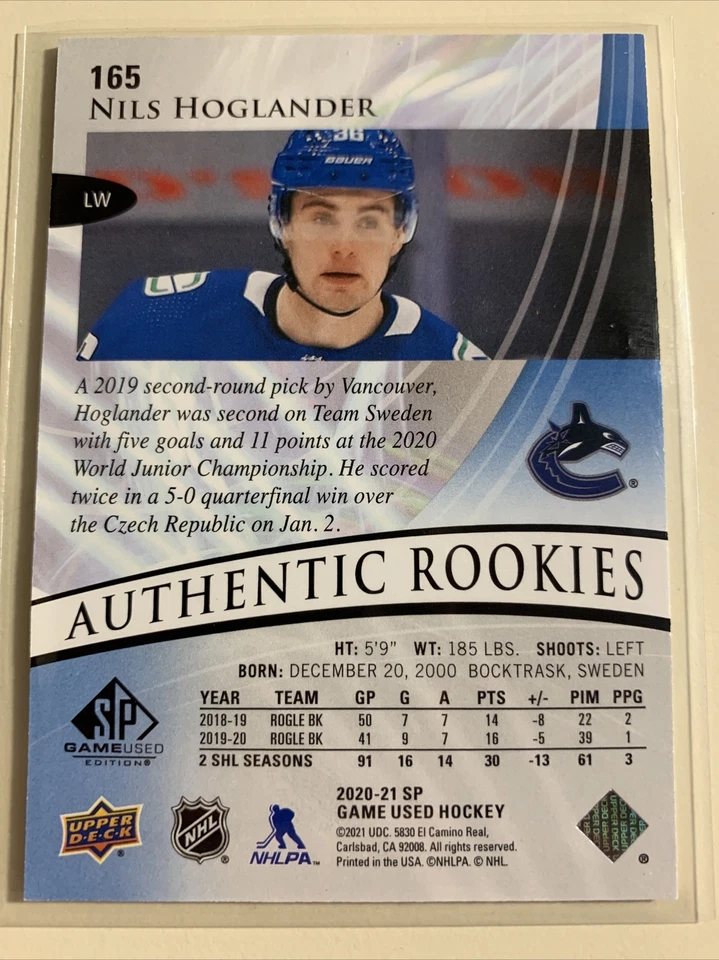 165
NILS HOGLANDER
36
BAUER
LW
A 2019 second-round pick by Vancouver,
Hoglander was second on Team Sweden
with five goals and 11 points at the 2020
World Junior Championship. He scored
twice in a 5-0 quarterfinal win over
the Czech Republic on Jan. 2.
AUTHENTIC ROOKIES
HT: 5'9" WT: 185 LBS. SHOOTS: LEFT
BORN: DECEMBER 20, 2000 BOCKTRASK, SWEDEN
YEAR TEAM GP G A PTS +/- PIM PPG
2018-19 ROGLE BK 50 7 7 14 -8 22 2
2019-20 ROGLE BK 41 9 7 16 -5 39 1
2 SHL SEASONS 91 16 14 30 -13 61 3
SP
GAMEUSED
EDITION®
2020-21 SP
GAME USED HOCKEY
©2021 UDC. 5830 El Camino Real,
Carlsbad, CA 92008. All rights reserved.
Printed in the USA. ©NHLPA. © NHL.
UPPER
D·E·C·K
®
NHL
®
NHLPA™
UPPER DECK
®
®